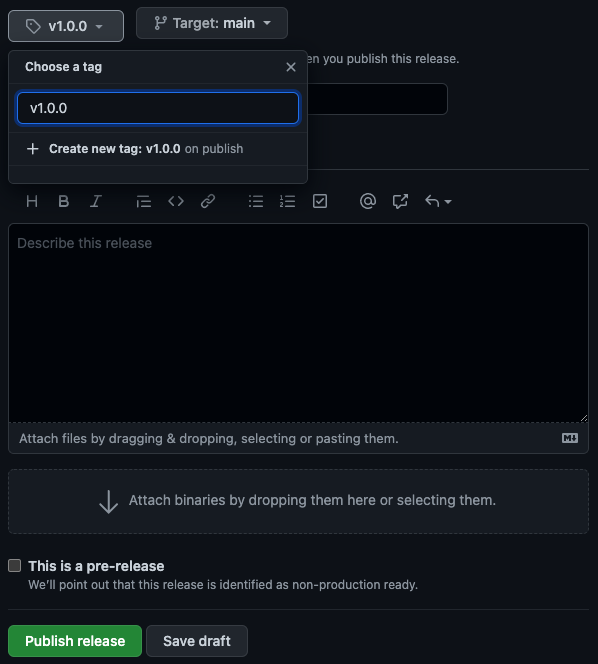 v1.0.0
Target: main
en you publish this release.
Choose a tag
v1.0.0
Create new tag: v1.0.0 on publish
H B I
Describe this release
Attach files by dragging & dropping, selecting or pasting them.
Attach binaries by dropping them here or selecting them.
This is a pre-release
We’ll point out that this release is identified as non-production ready.
Publish release
Save draft